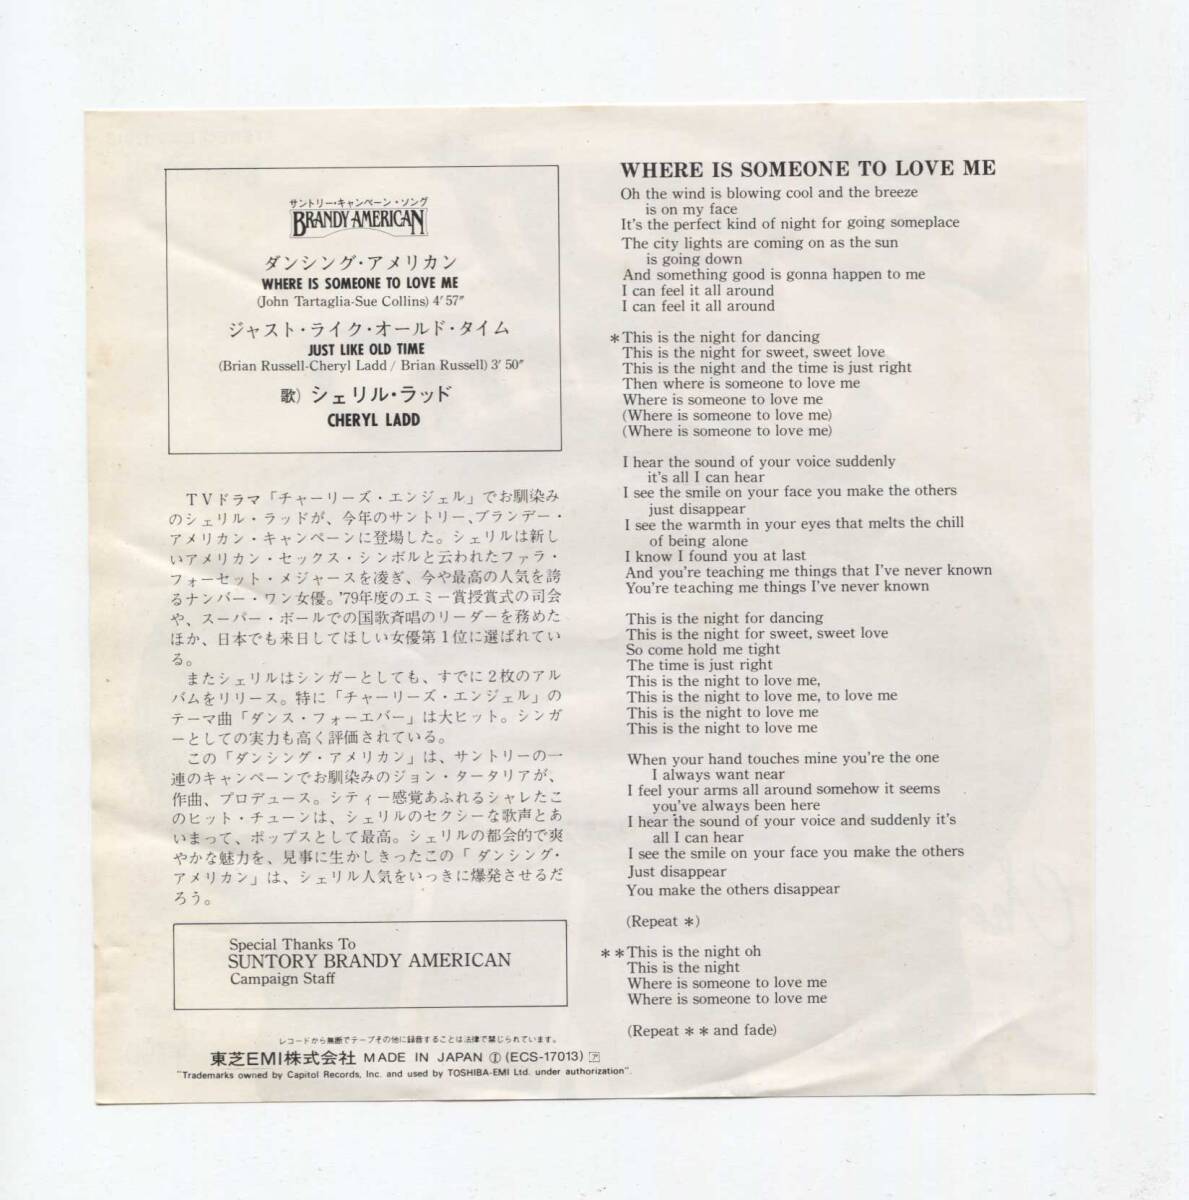 サントリー・キャンペーン・ソング
BRANDY AMERICAN
ダンシング・アメリカン
WHERE IS SOMEONE TO LOVE ME
(John Tartaglia-Sue Collins) 4′57″
ジャスト・ライク・オールド・タイム
JUST LIKE OLD TIME
(Brian Russell-Cheryl Ladd / Brian Russell) 3′50″
歌) シェリル・ラッド
CHERYL LADD
TVドラマ「チャーリーズ・エンジェル」でお馴染み
のシェリル・ラッドが、今年のサントリー、ブランデー・
アメリカン・キャンペーンに登場した。シェリルは新し
いアメリカン・セックス・シンボルと云われたファラ・
フォーセット・メジャースを凌ぎ、今や最高の人気を誇
るナンバー・ワン女優。'79年度のエミー賞授賞式の司会
や、スーパー・ボールでの国歌斉唱のリーダーを務めた
ほか、日本でも来日してほしい女優第1位に選ばれてい
る。
またシェリルはシンガーとしても、すでに2枚のアル
バムをリリース。特に「チャーリーズ・エンジェル」の
テーマ曲「ダンス・フォーエバー」は大ヒット。シンガ
ーとしての実力も高く評価されている。
この「ダンシング・アメリカン」は、サントリーの一
連のキャンペーンでお馴染みのジョン・タータリアが、
作曲、プロデュース。シティー感覚あふれるシャレたこ
のヒット・チューンは、シェリルのセクシーな歌声とあ
いまって、ポップスとして最高。シェリルの都会的で爽
やかな魅力を、見事に生かしきったこの「ダンシング・
アメリカン」は、シェリル人気をいっきに爆発させるだ
ろう。
Special Thanks To
SUNTORY BRANDY AMERICAN
Campaign Staff
レコードから無断でテープその他に録音することは法律で禁じられています。
東芝EMI株式会社 MADE IN JAPAN Ⓘ (ECS-17013) ア
"Trademarks owned by Capitol Records, Inc. and used by TOSHIBA-EMI Ltd. under authorization".
WHERE IS SOMEONE TO LOVE ME
Oh the wind is blowing cool and the breeze
is on my face
It's the perfect kind of night for going someplace
The city lights are coming on as the sun
is going down
And something good is gonna happen to me
I can feel it all around
I can feel it all around
*This is the night for dancing
This is the night for sweet, sweet love
This is the night and the time is just right
Then where is someone to love me
Where is someone to love me
(Where is someone to love me)
(Where is someone to love me)
I hear the sound of your voice suddenly
it's all I can hear
I see the smile on your face you make the others
just disappear
I see the warmth in your eyes that melts the chill
of being alone
I know I found you at last
And you're teaching me things that I've never known
You're teaching me things I've never known
This is the night for dancing
This is the night for sweet, sweet love
So come hold me tight
The time is just right
This is the night to love me,
This is the night to love me, to love me
This is the night to love me
This is the night to love me
When your hand touches mine you're the one
I always want near
I feel your arms all around somehow it seems
you've always been here
I hear the sound of your voice and suddenly it's
all I can hear
I see the smile on your face you make the others
Just disappear
You make the others disappear
(Repeat *)
**This is the night oh
This is the night
Where is someone to love me
Where is someone to love me
(Repeat ** and fade)